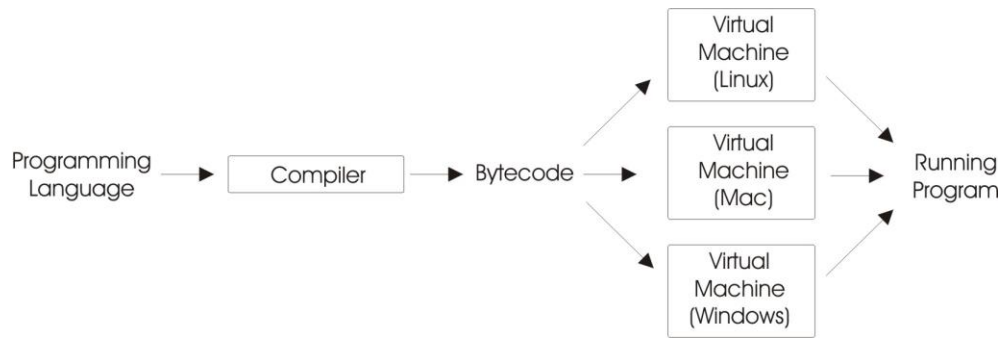 Programming
Language
Compiler
Bytecode
Virtual
Machine
(Linux)
Virtual
Machine
(Mac)
Virtual
Machine
(Windows)
Running
Program